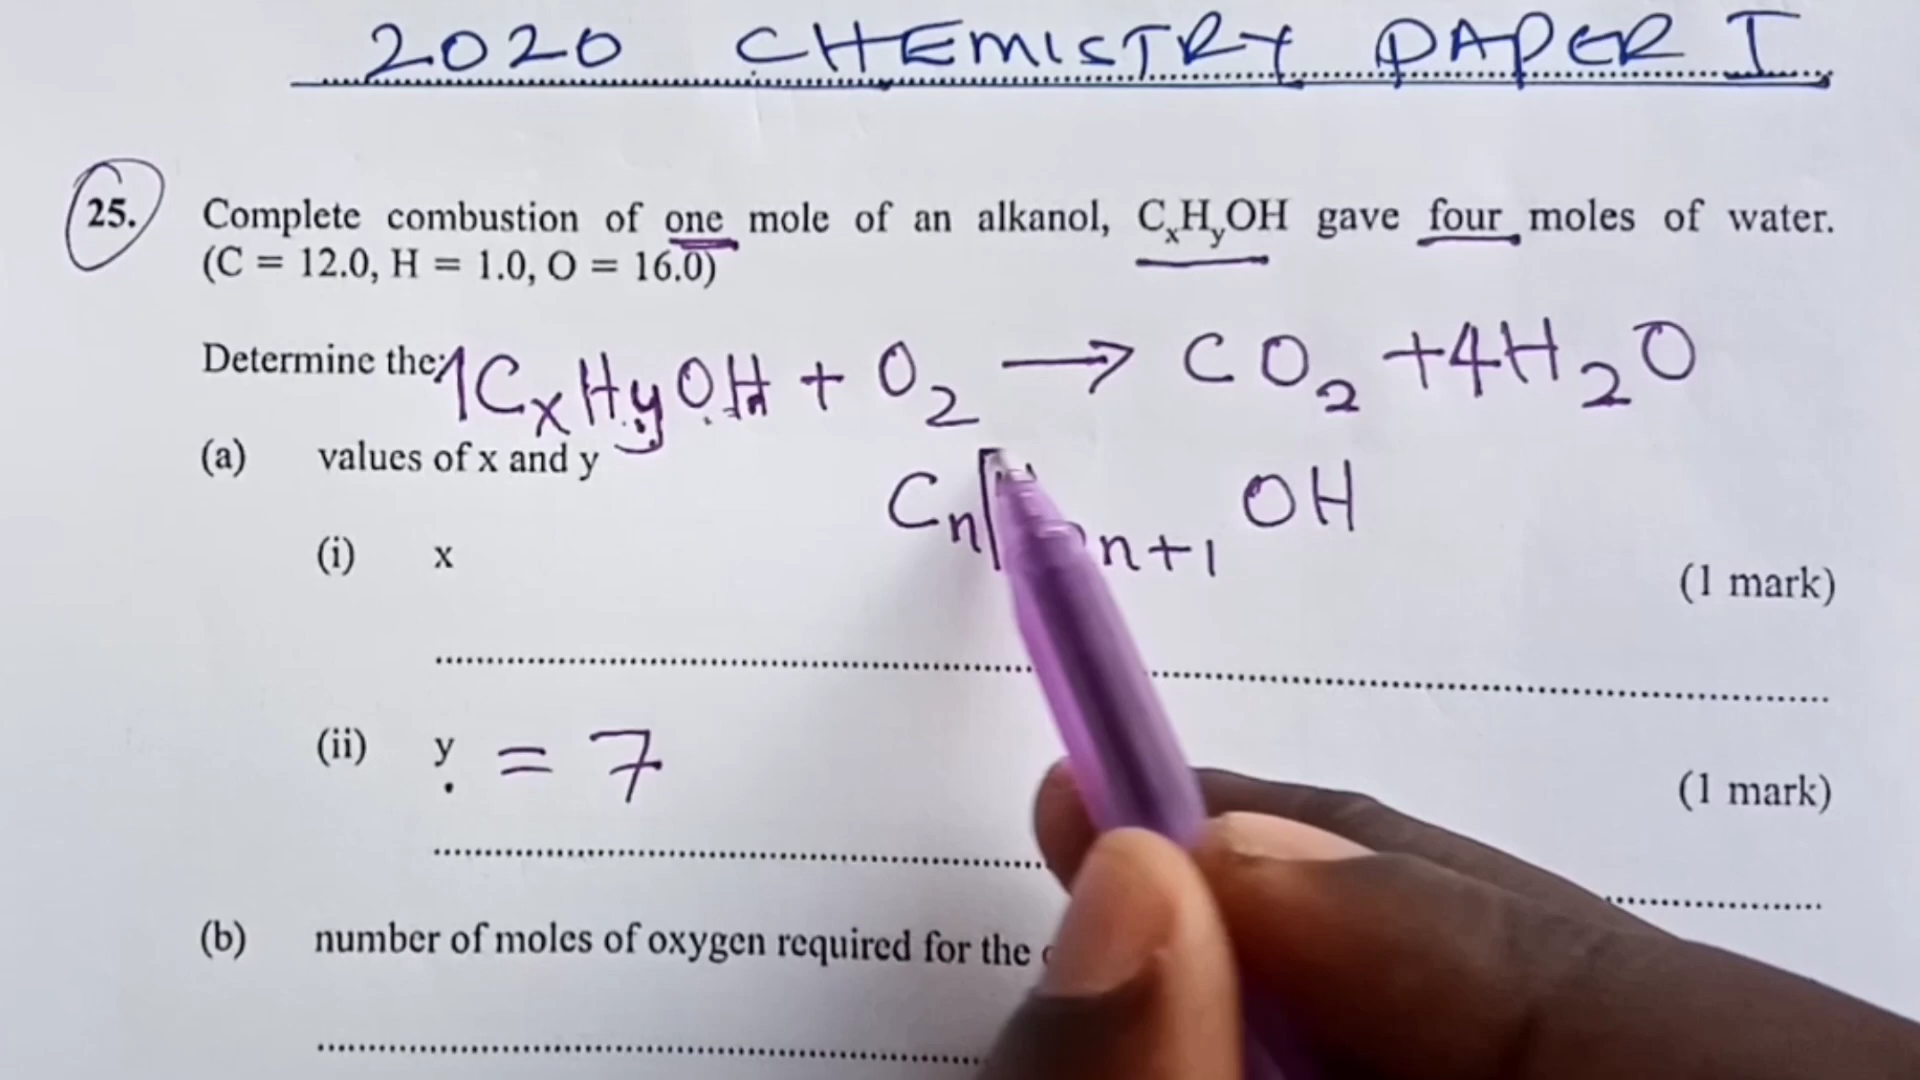 2020 CHEMISTRY PAPER I
25. Complete combustion of one mole of an alkanol, CₓHᵧOH gave four moles of water.
(C = 12.0, H = 1.0, O = 16.0)
Determine the: 1CₓHᵧOH + O₂ → CO₂ + 4H₂O
(a) values of x and y
Cₙ n+1 OH
(i) x
(1 mark)
(ii) y = 7
(1 mark)
(b) number of moles of oxygen required for the